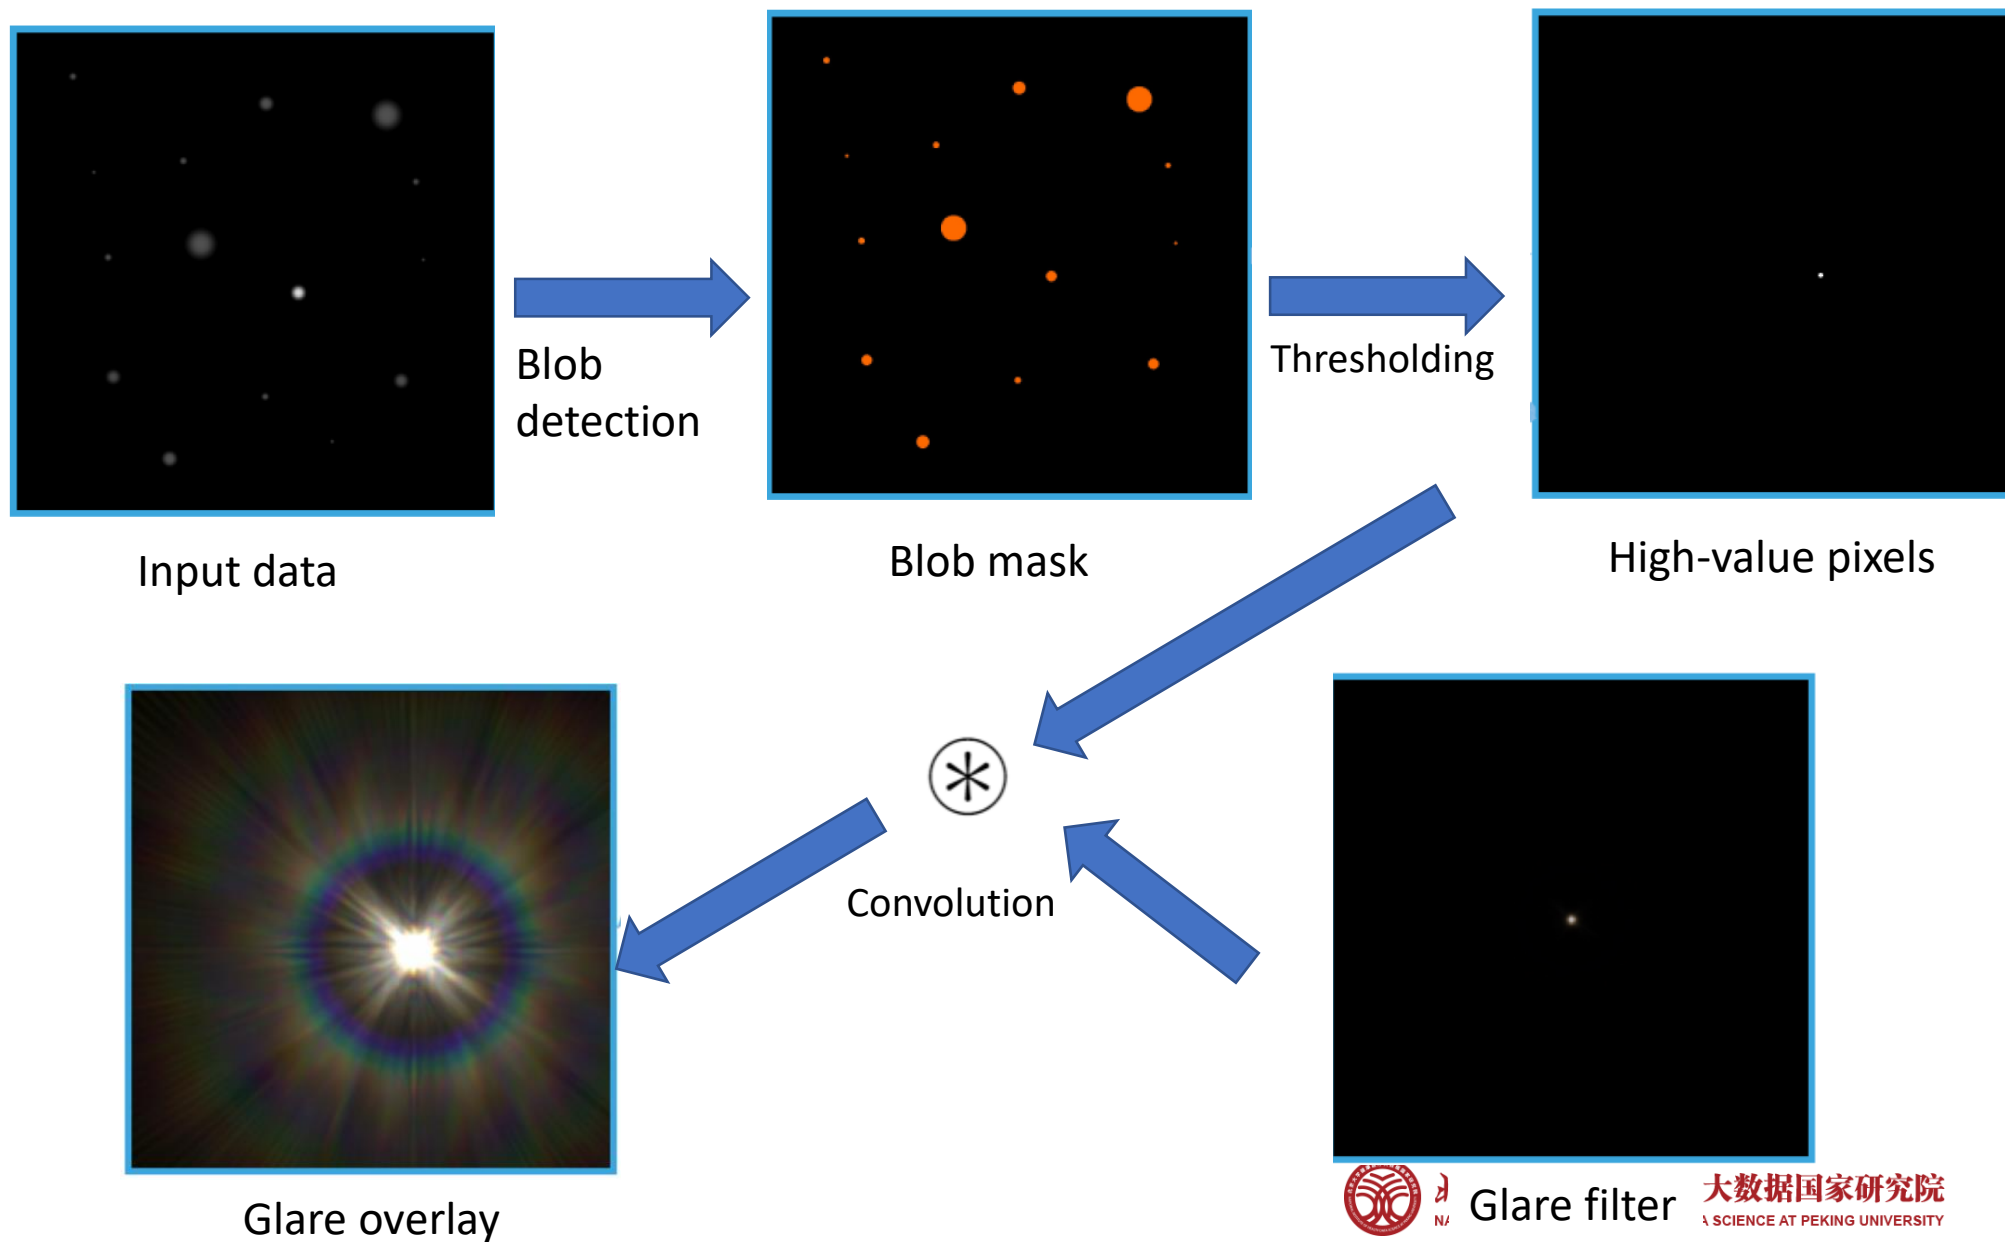 Blob
detection
Thresholding
Input data
Blob mask
High-value pixels
Convolution
Glare overlay
Glare filter
大数据国家研究院
SCIENCE AT PEKING UNIVERSITY